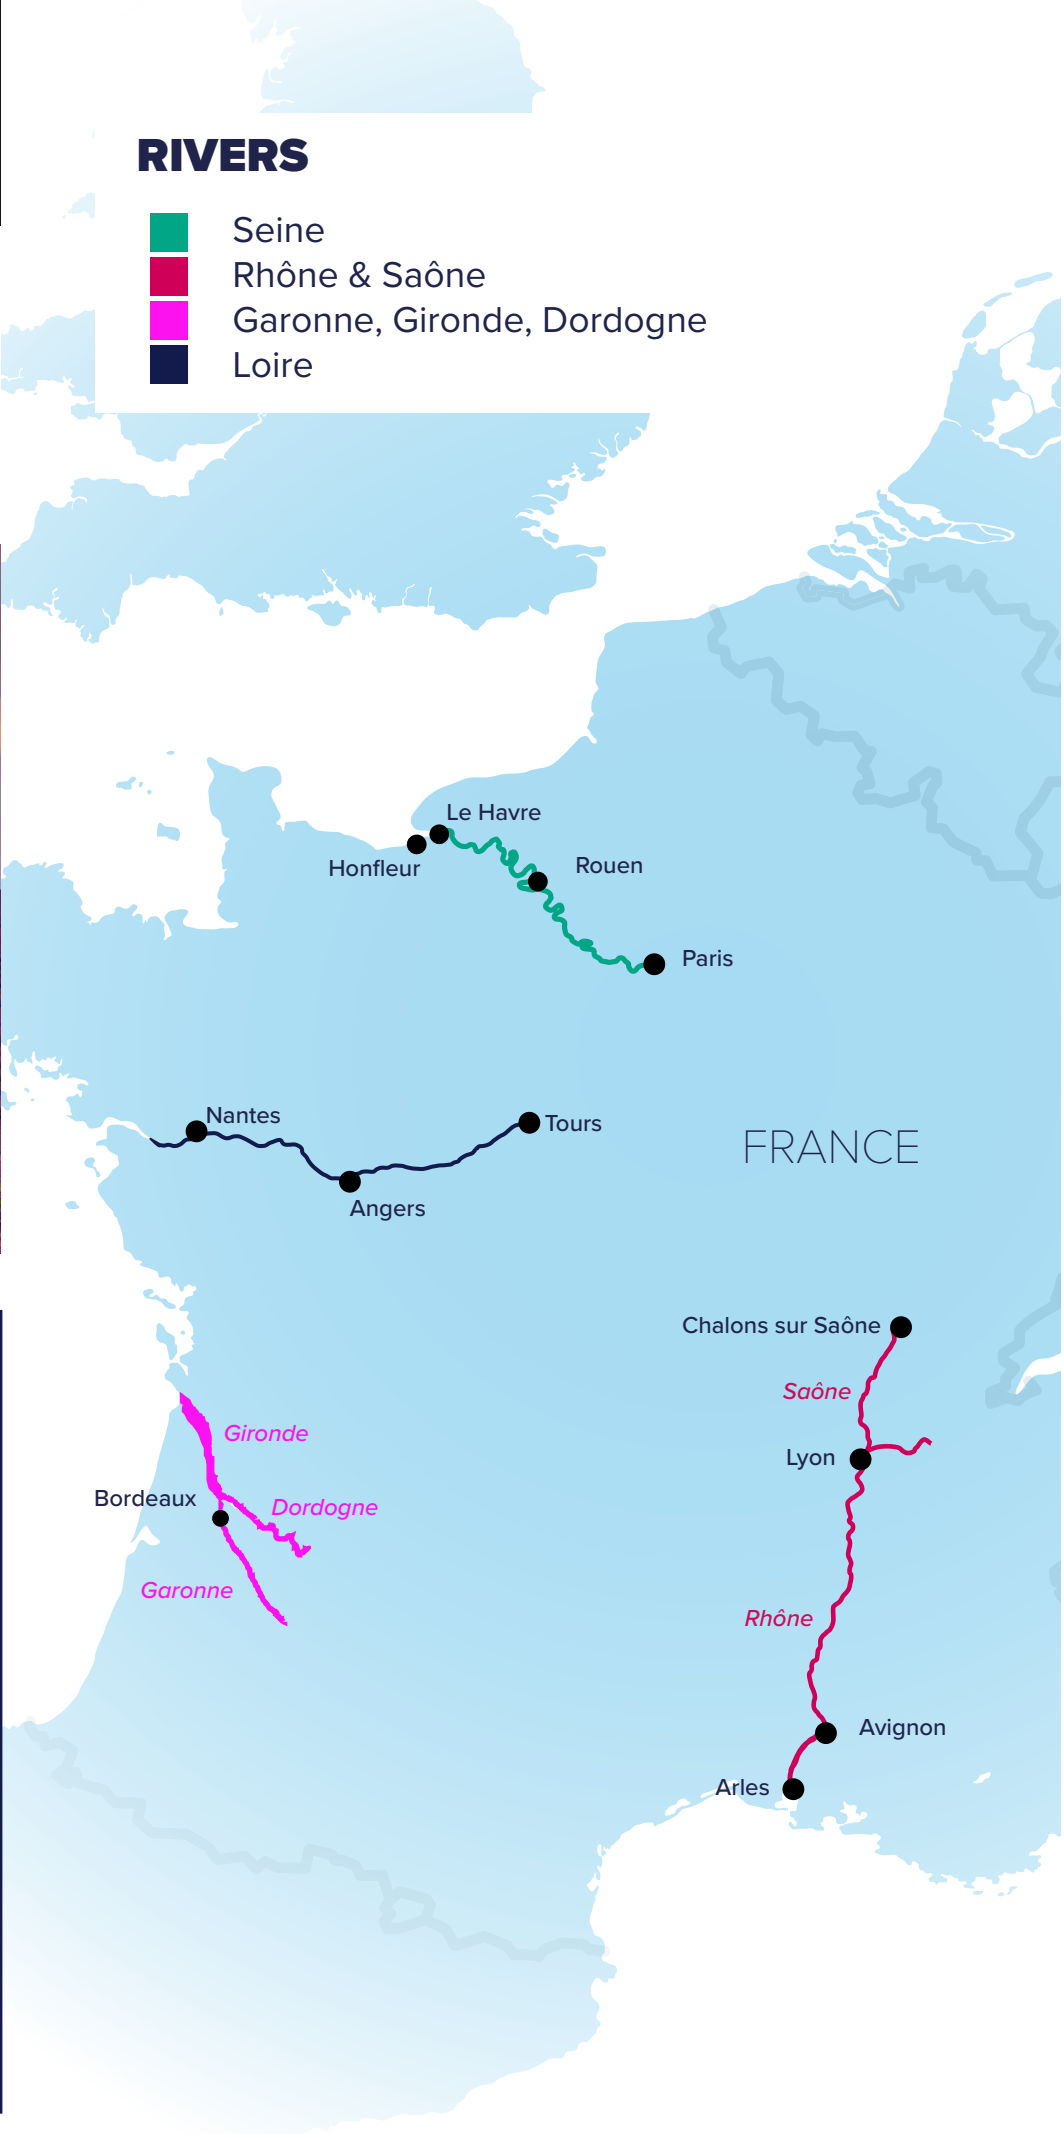 RIVERS
Seine
Rhône & Saône
Garonne, Gironde, Dordogne
Loire
Le Havre
Honfleur
Rouen
Paris
Nantes
Tours
FRANCE
Angers
Chalons sur Saône
Saône
Gironde
Lyon
Bordeaux
Dordogne
Garonne
Rhône
Avignon
Arles